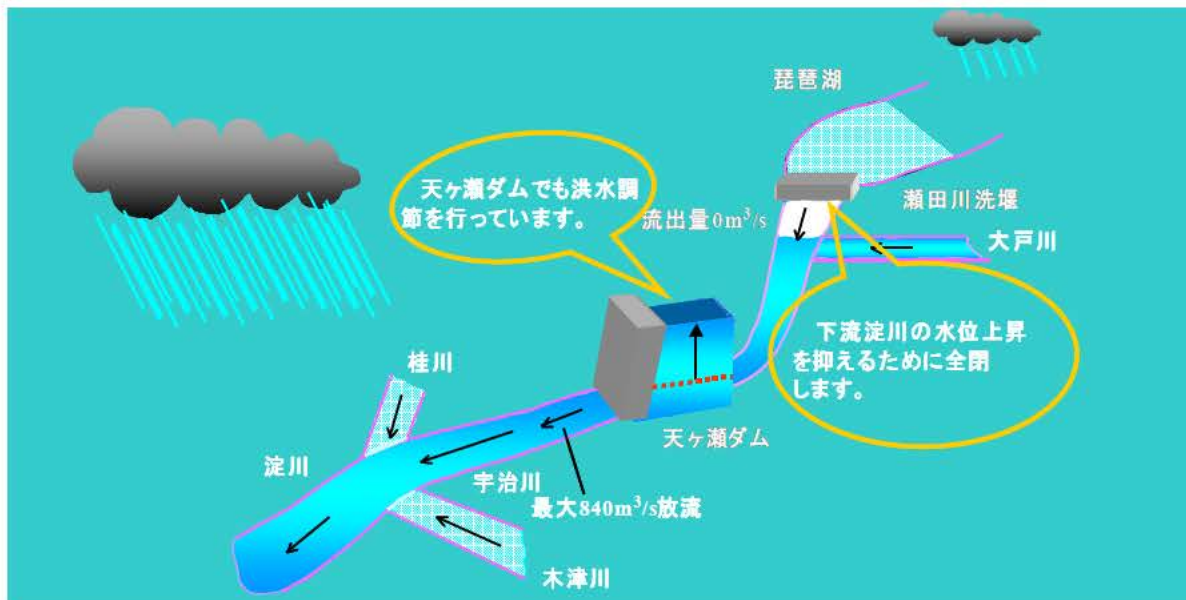 琵琶湖
天ヶ瀬ダムでも洪水調
節を行っています。
瀬田川洗堰
流出量0m³/s
大戸川
下流淀川の水位上昇
を抑えるために全閉
します。
桂川
天ヶ瀬ダム
淀川
宇治川
最大840m³/s放流
木津川